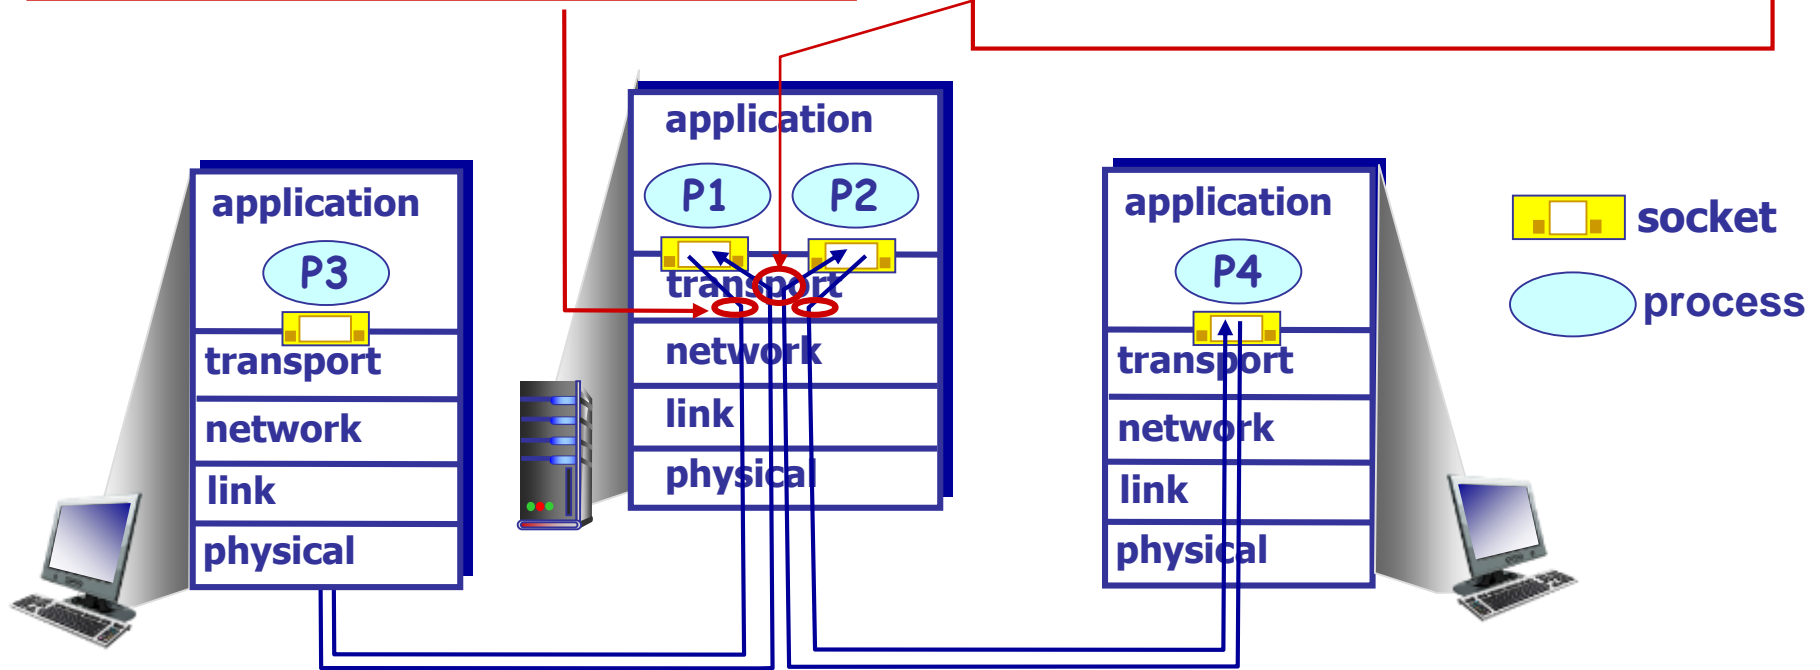 application
P1
P2
transport
network
link
physical
application
P3
transport
network
link
physical
application
P4
transport
network
link
physical
socket
process